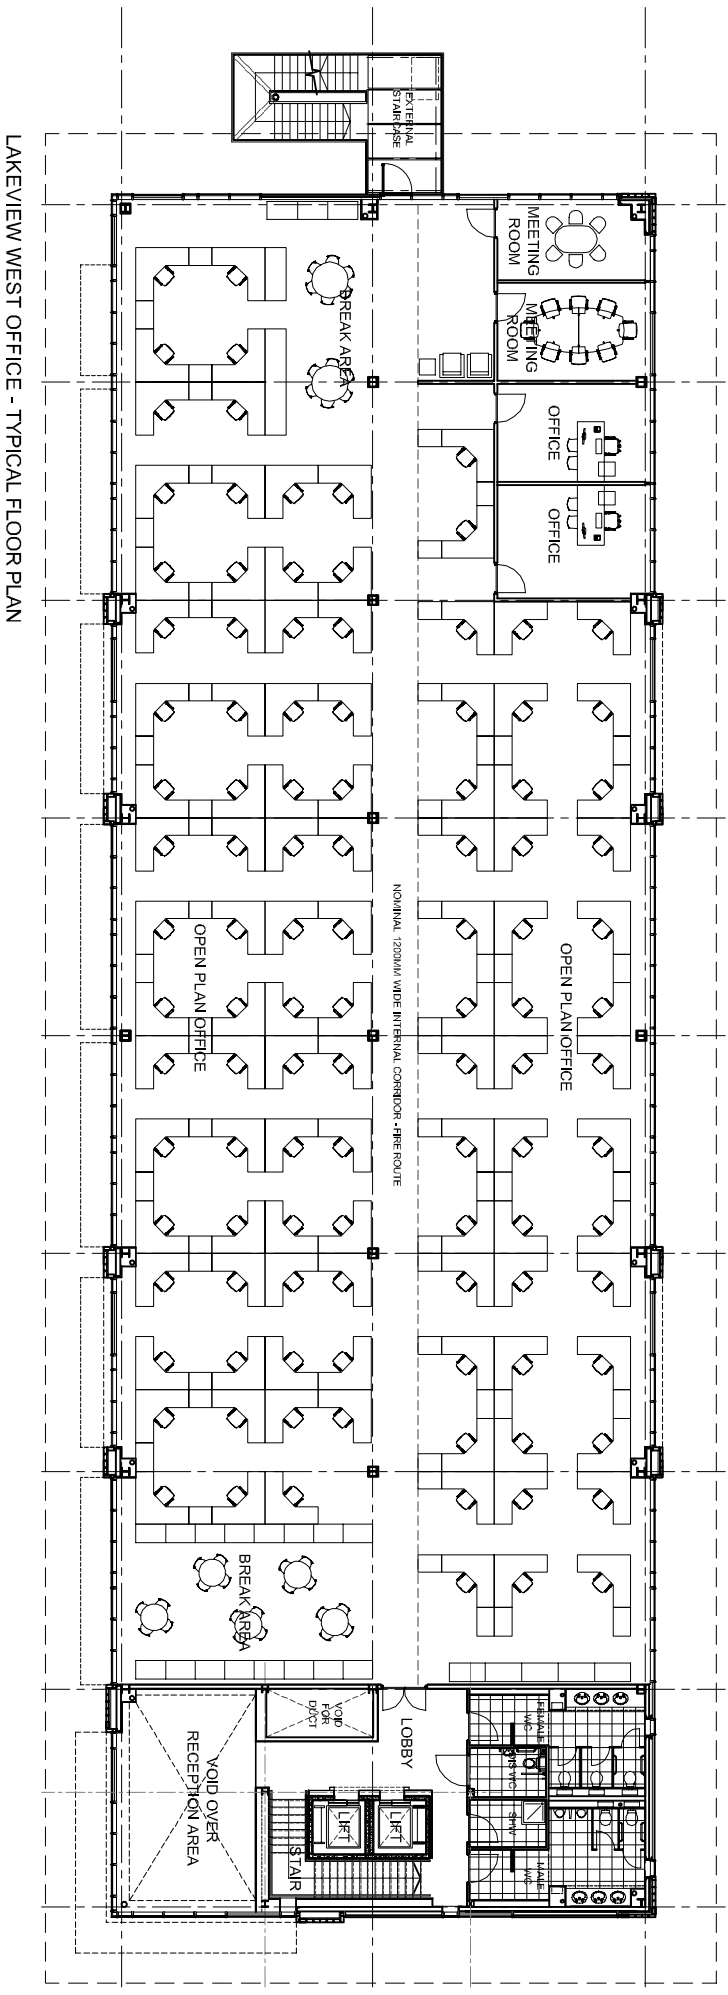 LAKEVIEW WEST OFFICE - TYPICAL FLOOR PLAN
EXTERNAL
STAIRCASE
MEETING
ROOM
MEETING
ROOM
BREAK AREA
OFFICE
OFFICE
NOMINAL 1200MM WIDE INTERNAL CORRIDOR - FIRE ROUTE
OPEN PLAN OFFICE
OPEN PLAN OFFICE
BREAK AREA
VOID
FOR
DUCT
LOBBY
FEMALE
WC
DIS WC
SHW
MALE
WC
VOID OVER
RECEPTION AREA
LIFT
LIFT
STAIR